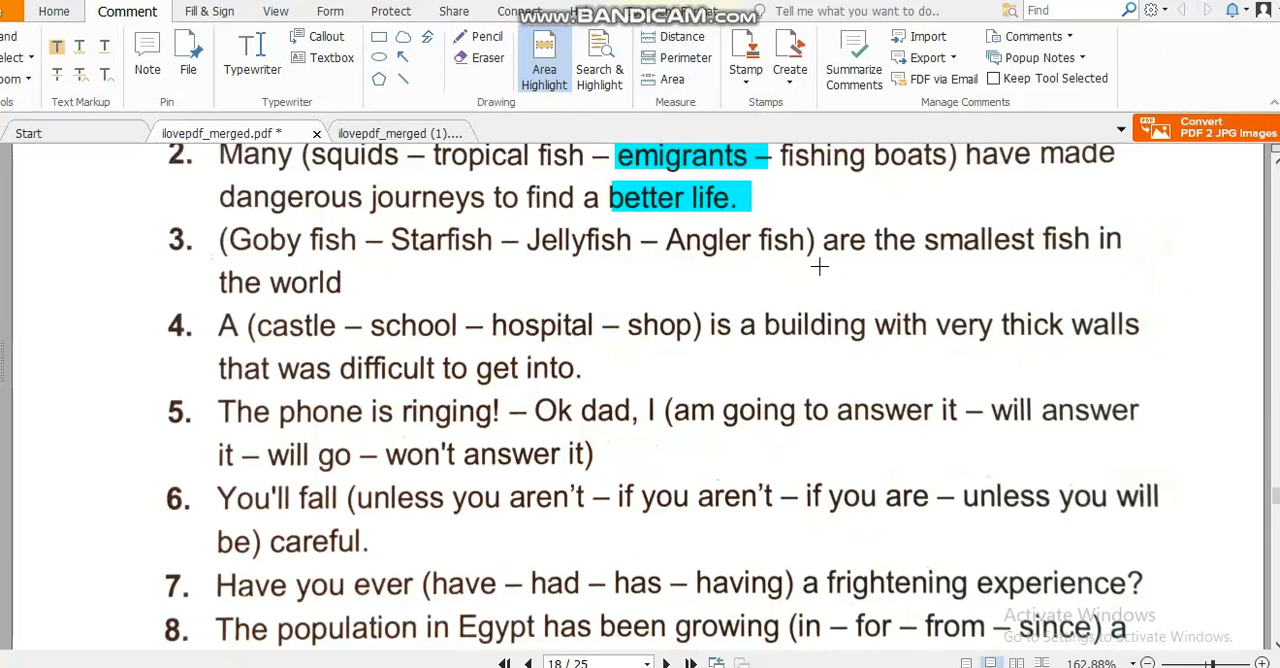 www.BANDICAM.com
Home Comment Fill & Sign View Form Protect Share Tell me what you want to do.. Find
Callout
Textbox
Note File Typewriter
Pencil
Eraser
Area Highlight
Search & Highlight
Distance
Perimeter
Area
Stamp Create
Summarize Comments
Import
Export
FDF via Email
Comments
Popup Notes
Keep Tool Selected
Text Markup Pin Typewriter Drawing Measure Stamps Manage Comments
Start ilovepdf_merged.pdf * ilovepdf_merged (1)....
Convert
PDF 2 JPG Images
2. Many (squids – tropical fish – emigrants – fishing boats) have made
dangerous journeys to find a better life.
3. (Goby fish – Starfish – Jellyfish – Angler fish) are the smallest fish in
the world
4. A (castle – school – hospital – shop) is a building with very thick walls
that was difficult to get into.
5. The phone is ringing! – Ok dad, I (am going to answer it – will answer
it – will go – won't answer it)
6. You'll fall (unless you aren't – if you aren't – if you are – unless you will
be) careful.
7. Have you ever (have – had – has – having) a frightening experience?
8. The population in Egypt has been growing (in – for – from – since) a
Activate Windows
Go to Settings to activate Windows.
18 / 25 162.88%